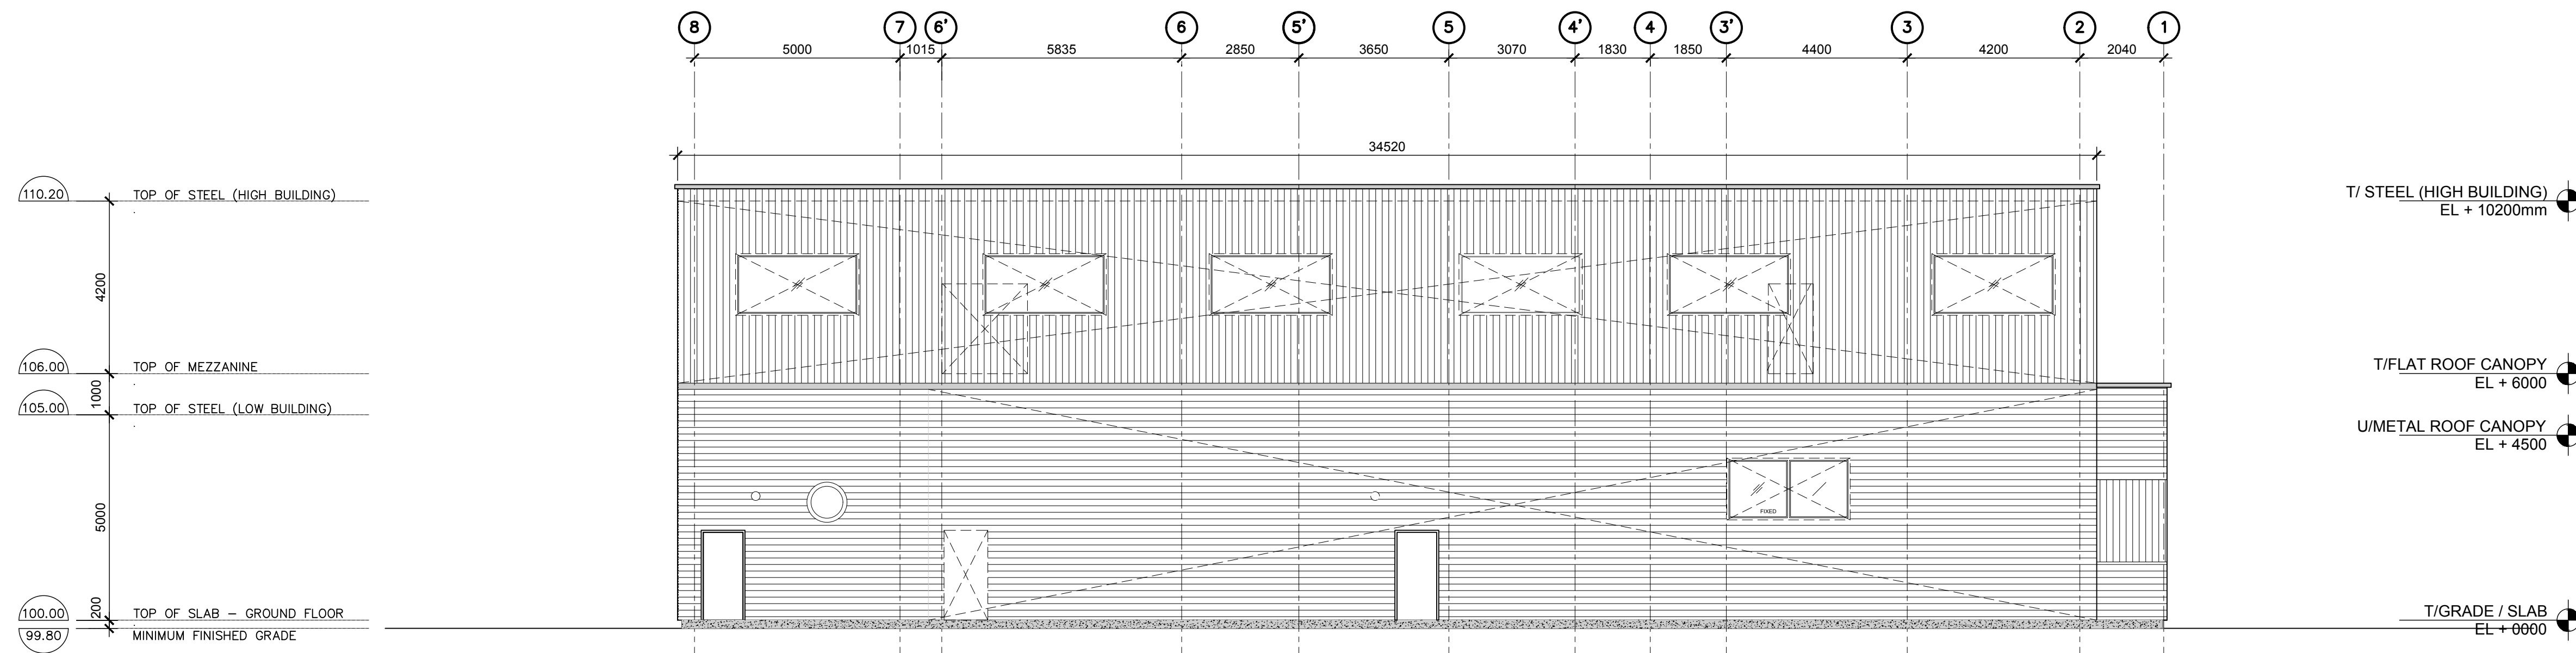 8 7 6' 6 5' 5 4' 4 3' 3 2 1
5000 1015 5835 2850 3650 3070 1830 1850 4400 4200 2040
34520
110.20 TOP OF STEEL (HIGH BUILDING)
4200
106.00 TOP OF MEZZANINE
1000
105.00 TOP OF STEEL (LOW BUILDING)
5000
100.00 TOP OF SLAB – GROUND FLOOR
200
99.80 MINIMUM FINISHED GRADE
FIXED
T/ STEEL (HIGH BUILDING)
EL + 10200mm
T/FLAT ROOF CANOPY
EL + 6000
U/METAL ROOF CANOPY
EL + 4500
T/GRADE / SLAB
EL + 0000